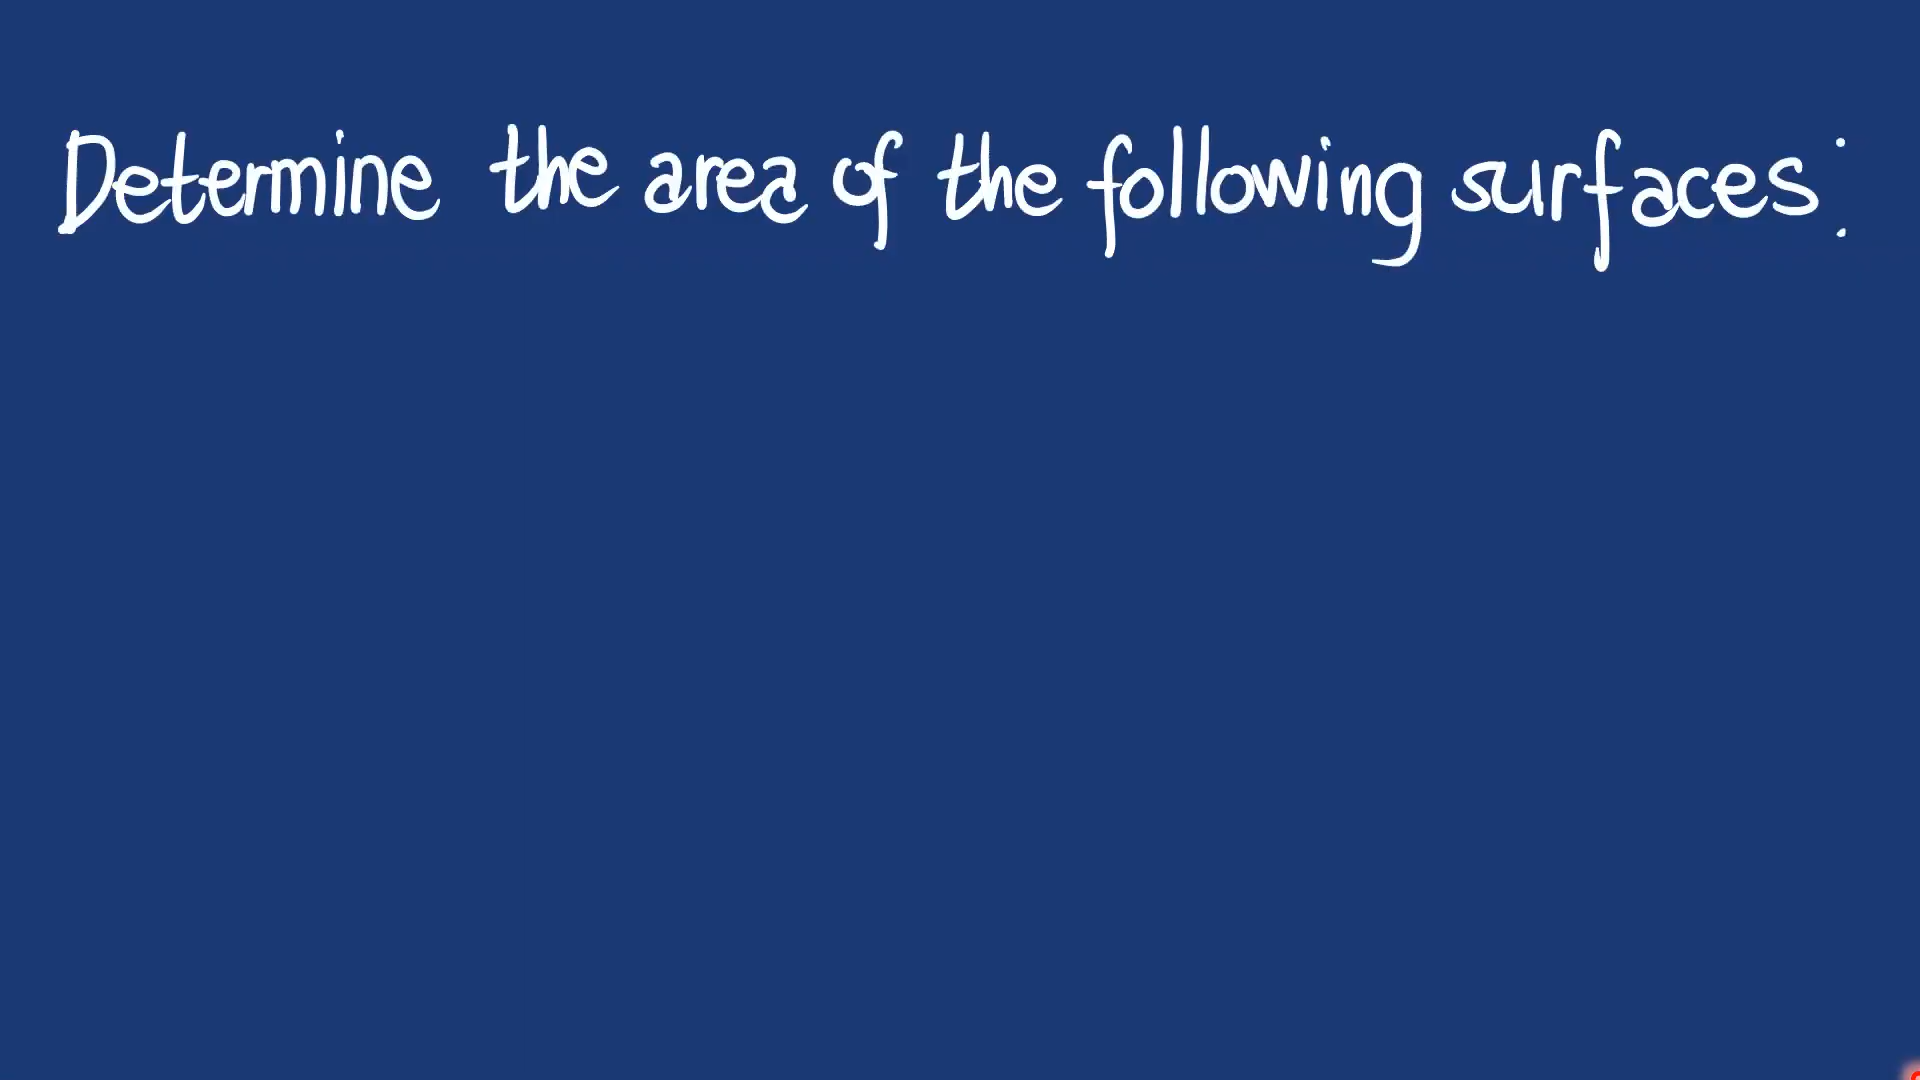 Determine the area of the following surfaces: